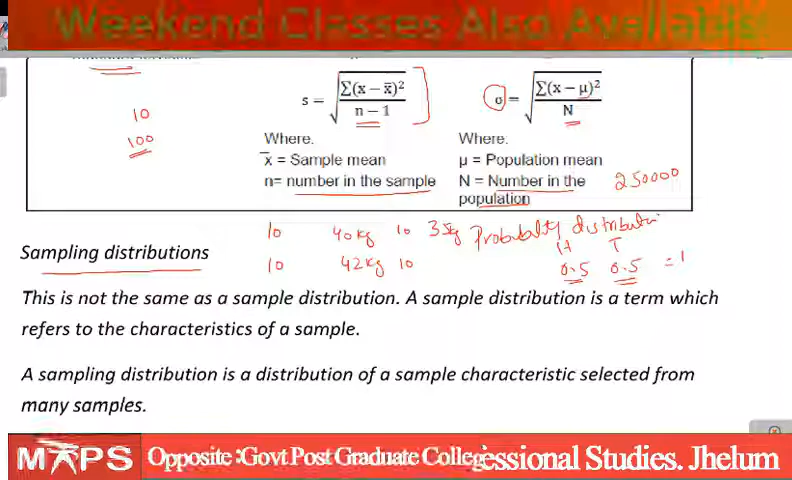 Weekend Classes Also Available
s = √ Σ(x − x̄)² / n − 1
σ = √ Σ(x − μ)² / N
10
100
Where.
x̄ = Sample mean
n= number in the sample
Where:
μ = Population mean
N = Number in the
population
250000
10 40kg 10 35kg Probability distribution
H T
10 42kg 10 0.5 0.5 = 1
Sampling distributions
This is not the same as a sample distribution. A sample distribution is a term which
refers to the characteristics of a sample.
A sampling distribution is a distribution of a sample characteristic selected from
many samples.
MAPS Opposite :Govt Post Graduate Colleg essional Studies. Jhelum